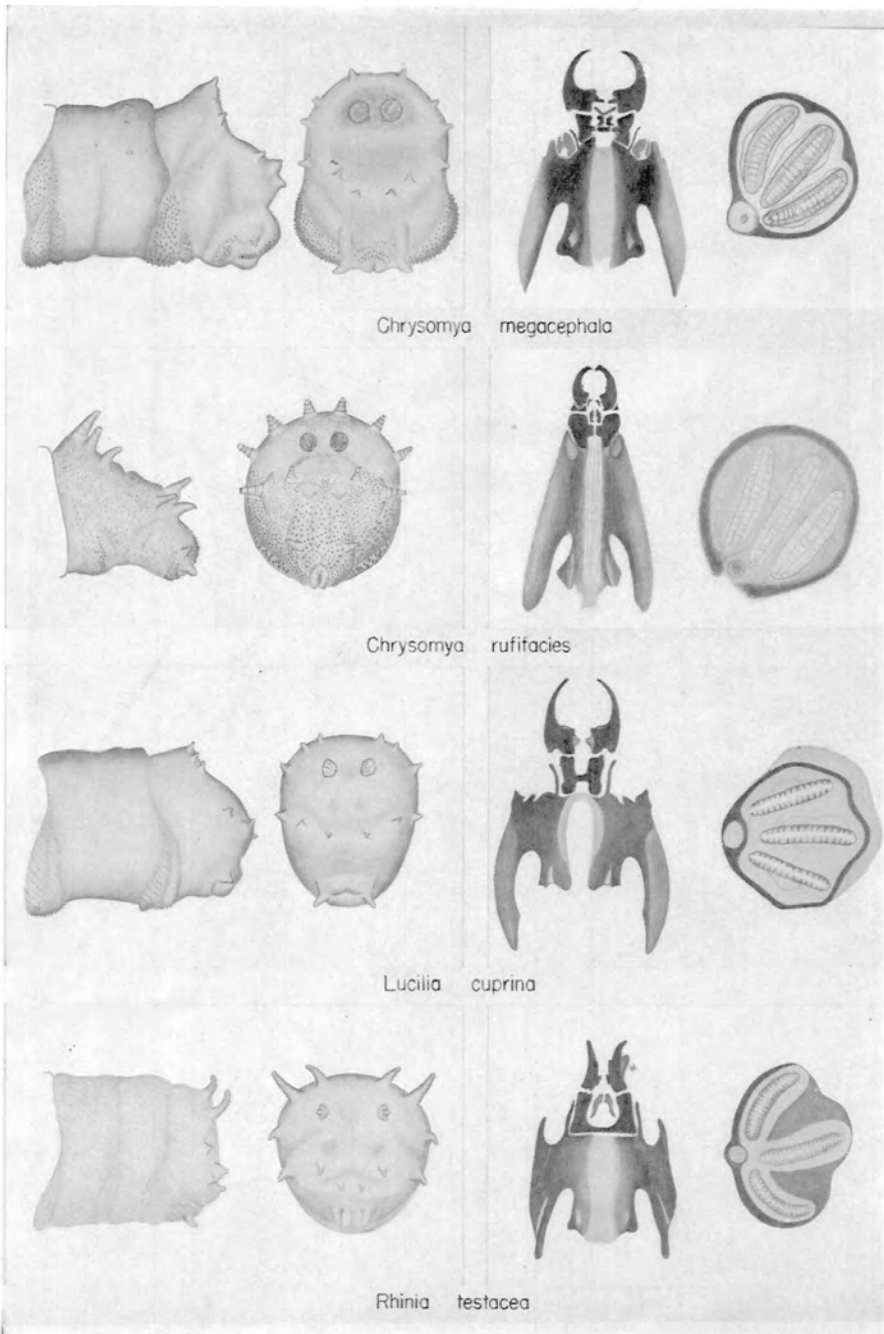 Chrysomya megacephala
Chrysomya rufifacies
Lucilia cuprina
Rhinia testacea